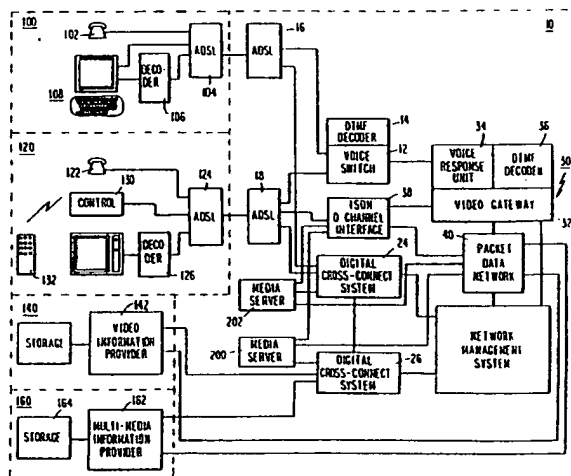 100
102
ADSL
104
DECO-
DER
106
108
ADSL
16
10
DTMF DECODER
14
VOICE
SWITCH
12
34
36
VOICE
RESPONSE
UNIT
DTMF
DECODER
30
VIDEO GATEWAY
32
120
122
130
CONTROL
132
124
ADSL
DECODER
126
ADSL
18
38
ISDN
D CHANNEL
INTERFACE
40
PACKET
DATA
NETWORK
24
DIGITAL
CROSS-CONNECT
SYSTEM
MEDIA
SERVER
202
MEDIA
SERVER
200
DIGITAL
CROSS-CONNECT
SYSTEM
26
NETWORK
MANAGEMENT
SYSTEM
140
142
STORAGE
VIDEO
INFORMATION
PROVIDER
160
164
162
STORAGE
MULTI-MEDIA
INFORMATION
PROVIDER